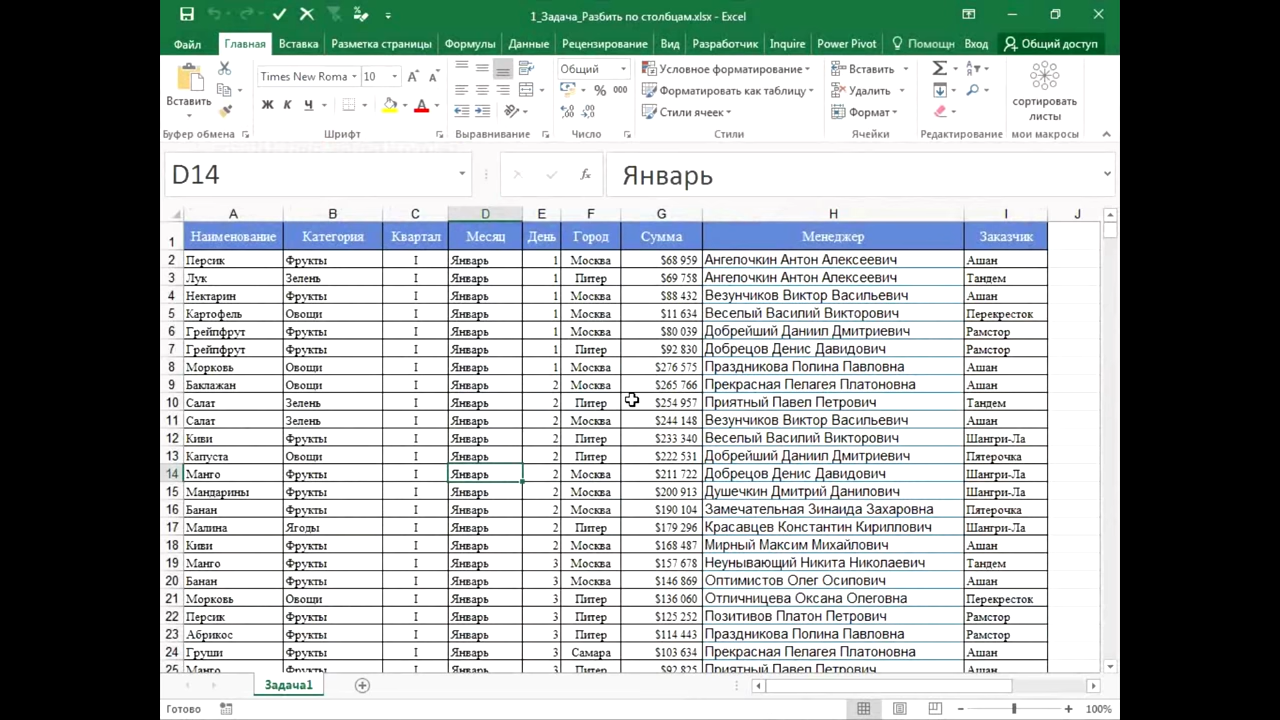 1_Задача_Разбить по столбцам.xlsx - Excel
Файл Главная Вставка Разметка страницы Формулы Данные Рецензирование Вид Разработчик Inquire Power Pivot Помощн Вход Общий доступ
Times New Roma 10 Общий Условное форматирование Вставить
Вставить Ж К Ч А % 000 Форматировать как таблицу Удалить сортировать листы
Стили ячеек Формат
Буфер обмена Шрифт Выравнивание Число Стили Ячейки Редактирование мои макросы
D14 fx Январь
A B C D E F G H I J
1 Наименование Категория Квартал Месяц День Город Сумма Менеджер Заказчик
2 Персик Фрукты I Январь 1 Москва $68 959 Ангелочкин Антон Алексеевич Ашан
3 Лук Зелень I Январь 1 Питер $69 758 Ангелочкин Антон Алексеевич Тандем
4 Нектарин Фрукты I Январь 1 Москва $88 432 Везунчиков Виктор Васильевич Ашан
5 Картофель Овощи I Январь 1 Москва $11 634 Веселый Василий Викторович Перекресток
6 Грейпфрут Фрукты I Январь 1 Москва $80 039 Добрейший Даниил Дмитриевич Рамстор
7 Грейпфрут Фрукты I Январь 1 Питер $92 830 Добрецов Денис Давидович Рамстор
8 Морковь Овощи I Январь 1 Москва $276 575 Праздникова Полина Павловна Ашан
9 Баклажан Овощи I Январь 2 Москва $265 766 Прекрасная Пелагея Платоновна Ашан
10 Салат Зелень I Январь 2 Питер $254 957 Приятный Павел Петрович Тандем
11 Салат Зелень I Январь 2 Москва $244 148 Везунчиков Виктор Васильевич Ашан
12 Киви Фрукты I Январь 2 Питер $233 340 Веселый Василий Викторович Шангри-Ла
13 Капуста Овощи I Январь 2 Питер $222 531 Добрейший Даниил Дмитриевич Пятерочка
14 Манго Фрукты I Январь 2 Москва $211 722 Добрецов Денис Давидович Шангри-Ла
15 Мандарины Фрукты I Январь 2 Москва $200 913 Душечкин Дмитрий Данилович Шангри-Ла
16 Банан Фрукты I Январь 2 Москва $190 104 Замечательная Зинаида Захаровна Пятерочка
17 Малина Ягоды I Январь 2 Питер $179 296 Красавцев Константин Кириллович Шангри-Ла
18 Киви Фрукты I Январь 2 Москва $168 487 Мирный Максим Михайлович Ашан
19 Манго Фрукты I Январь 3 Москва $157 678 Неунывающий Никита Николаевич Тандем
20 Банан Фрукты I Январь 3 Москва $146 869 Оптимистов Олег Осипович Ашан
21 Морковь Овощи I Январь 3 Питер $136 060 Отличницева Оксана Олеговна Перекресток
22 Персик Фрукты I Январь 3 Питер $125 252 Позитивов Платон Петрович Рамстор
23 Абрикос Фрукты I Январь 3 Питер $114 443 Праздникова Полина Павловна Рамстор
24 Груши Фрукты I Январь 3 Самара $103 634 Прекрасная Пелагея Платоновна Ашан
25 Манго Фрукты I Январь 3 Питер $92 825 Приятный Павел Петрович Ашан
Задача1
Готово 100%